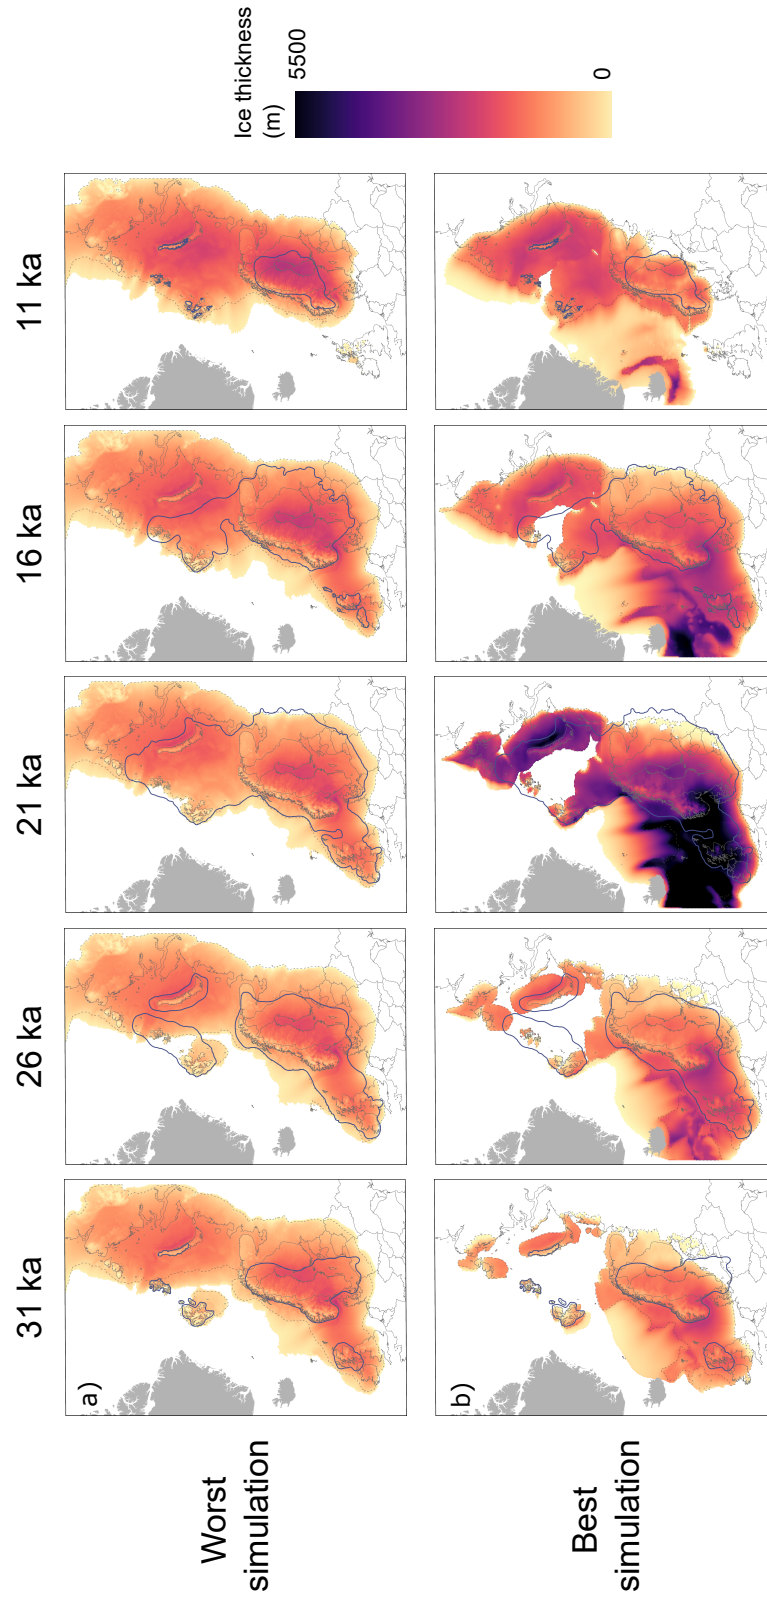 31 ka
26 ka
21 ka
16 ka
11 ka
Ice thickness
(m)
5500
0
Worst
simulation
a)
Best
simulation
b)